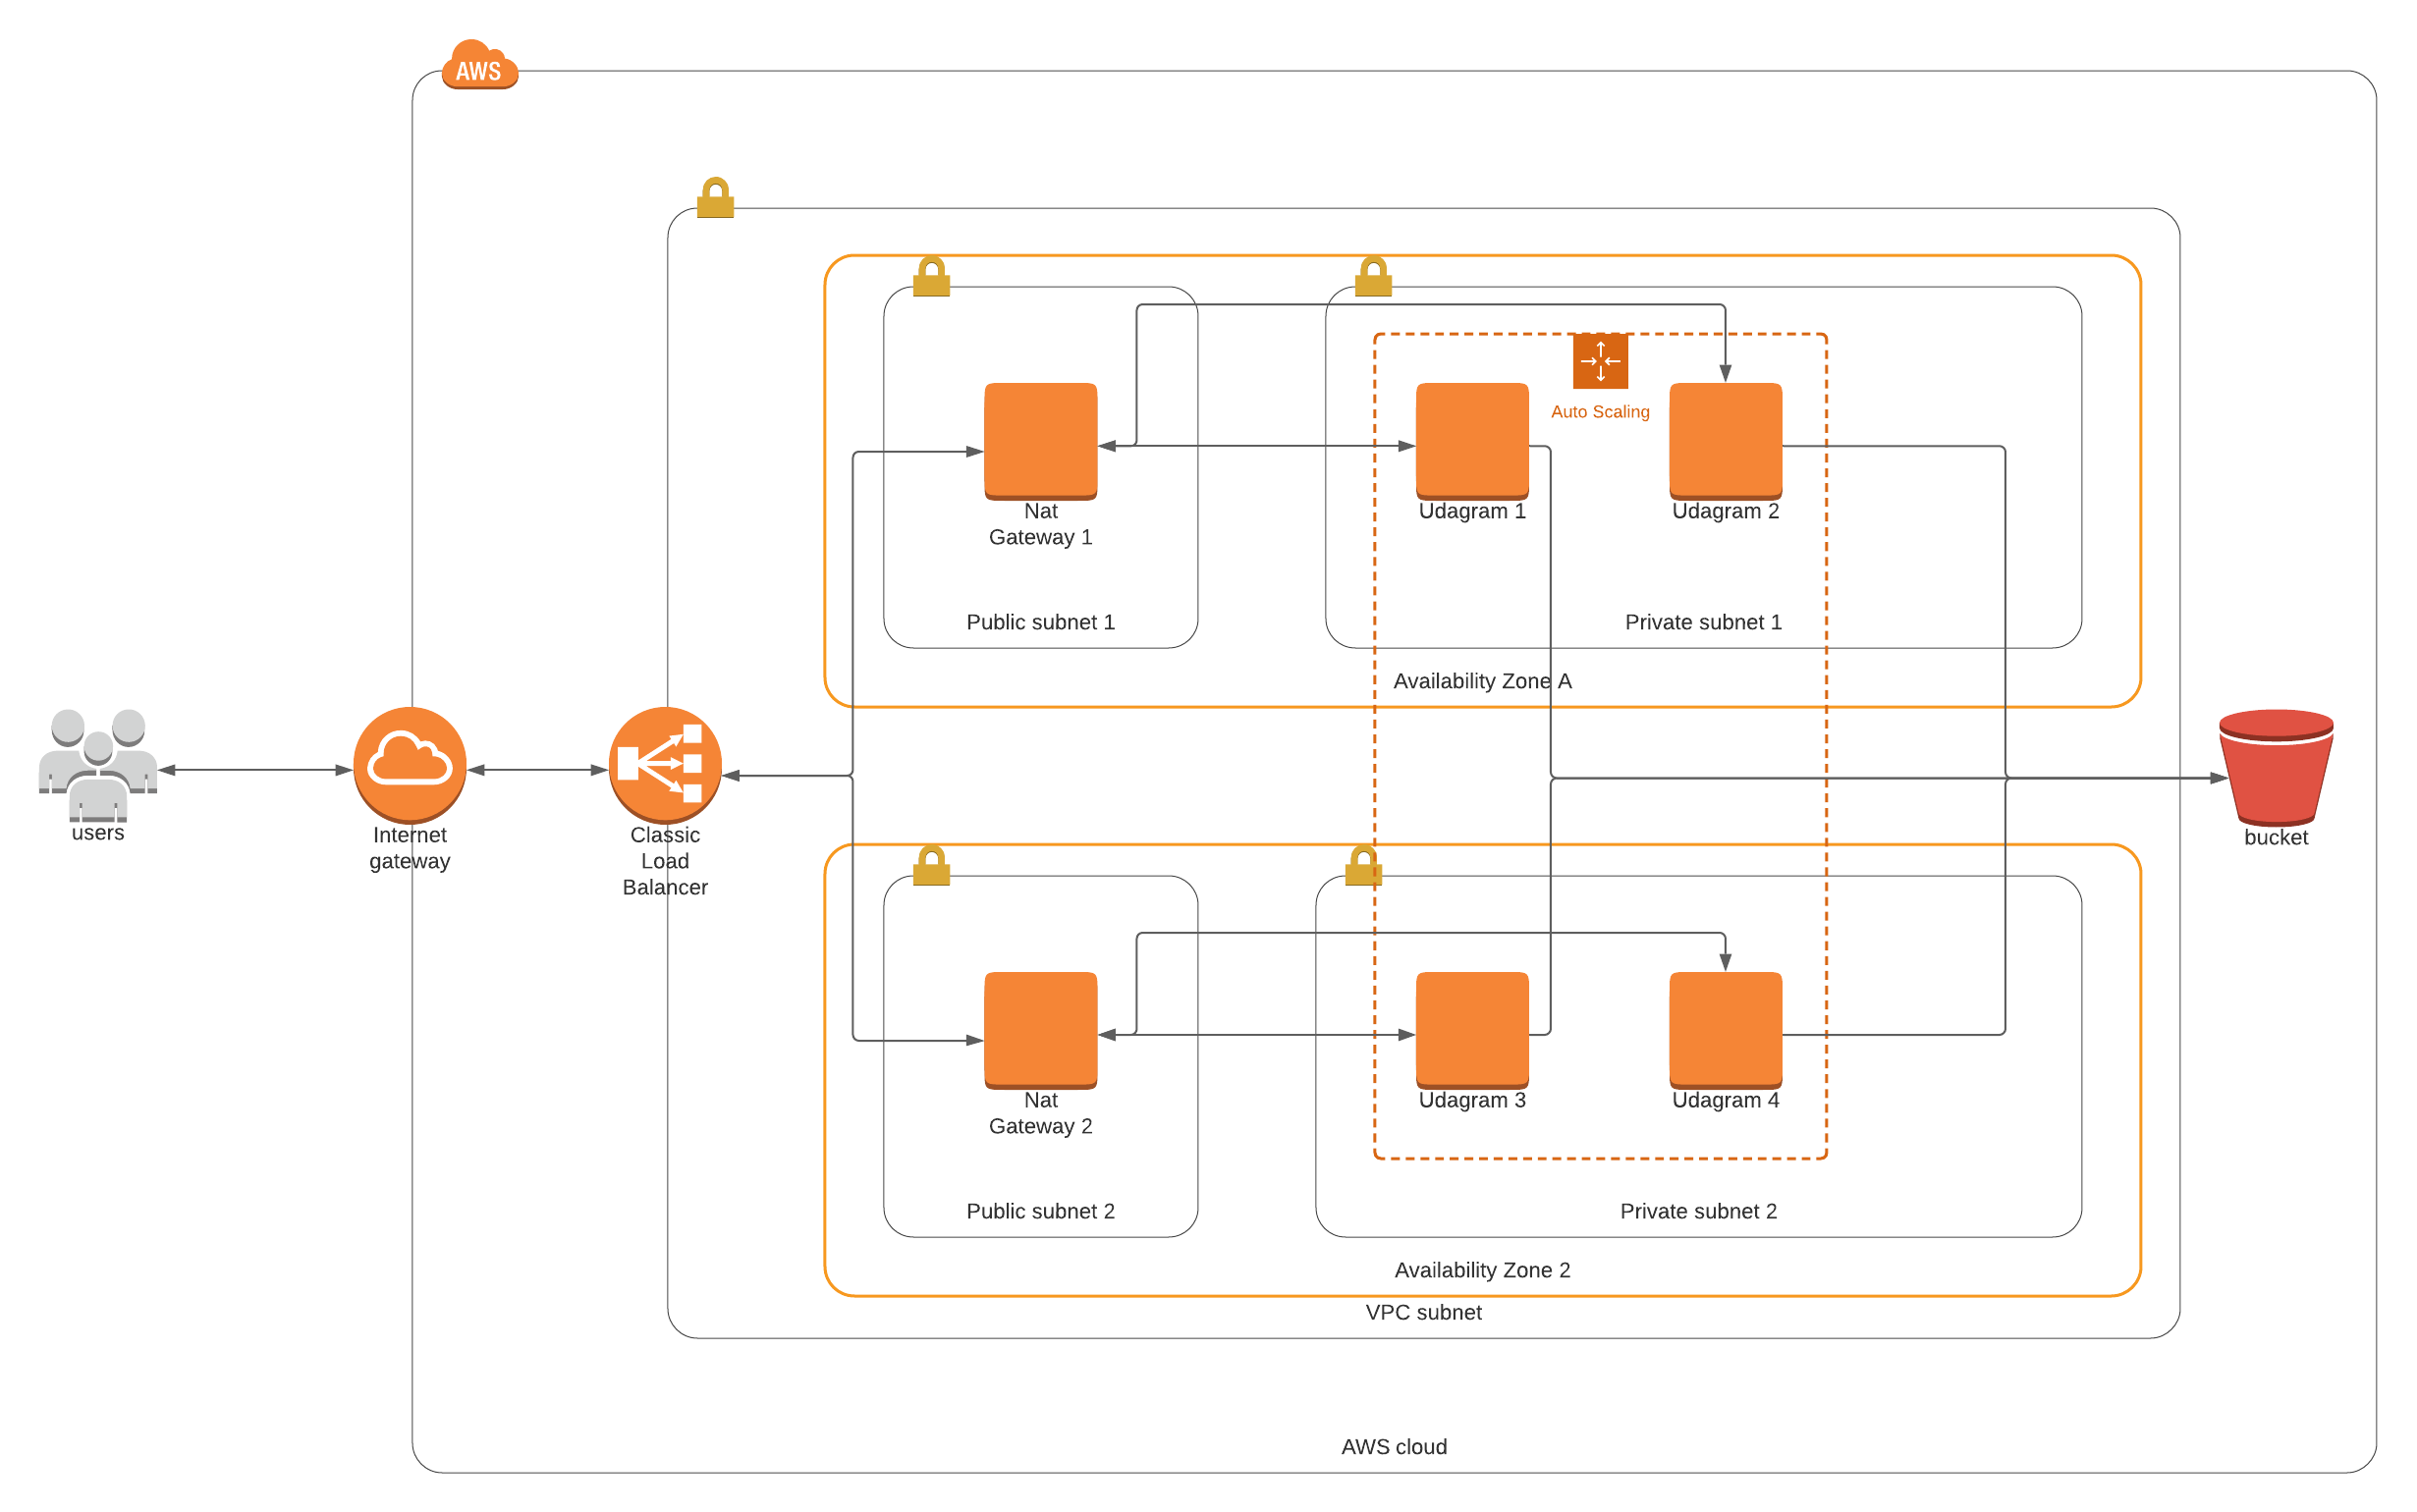 AWS
Auto Scaling
Nat
Gateway 1
Udagram 1
Udagram 2
Public subnet 1
Private subnet 1
Availability Zone A
users
Internet
gateway
Classic
Load
Balancer
bucket
Nat
Gateway 2
Udagram 3
Udagram 4
Public subnet 2
Private subnet 2
Availability Zone 2
VPC subnet
AWS cloud